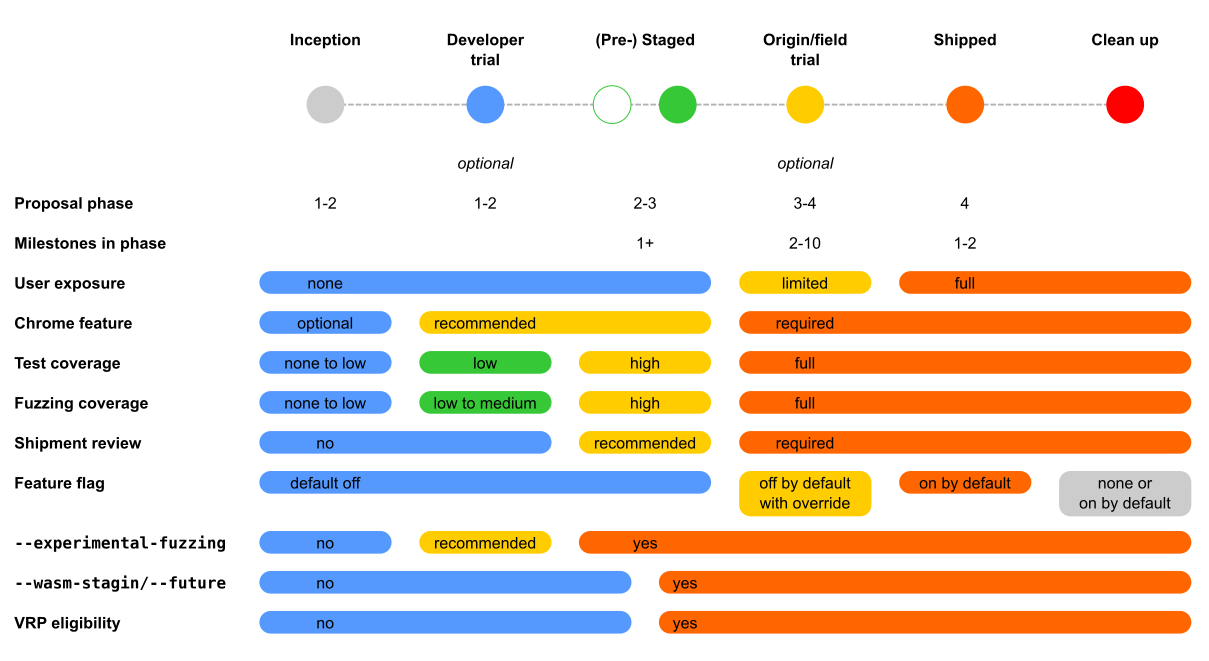 Inception Developer trial (Pre-) Staged Origin/field trial Shipped Clean up
optional optional
Proposal phase 1-2 1-2 2-3 3-4 4
Milestones in phase 1+ 2-10 1-2
User exposure none limited full
Chrome feature optional recommended required
Test coverage none to low low high full
Fuzzing coverage none to low low to medium high full
Shipment review no recommended required
Feature flag default off off by default with override on by default none or on by default
--experimental-fuzzing no recommended yes
--wasm-stagin/--future no yes
VRP eligibility no yes